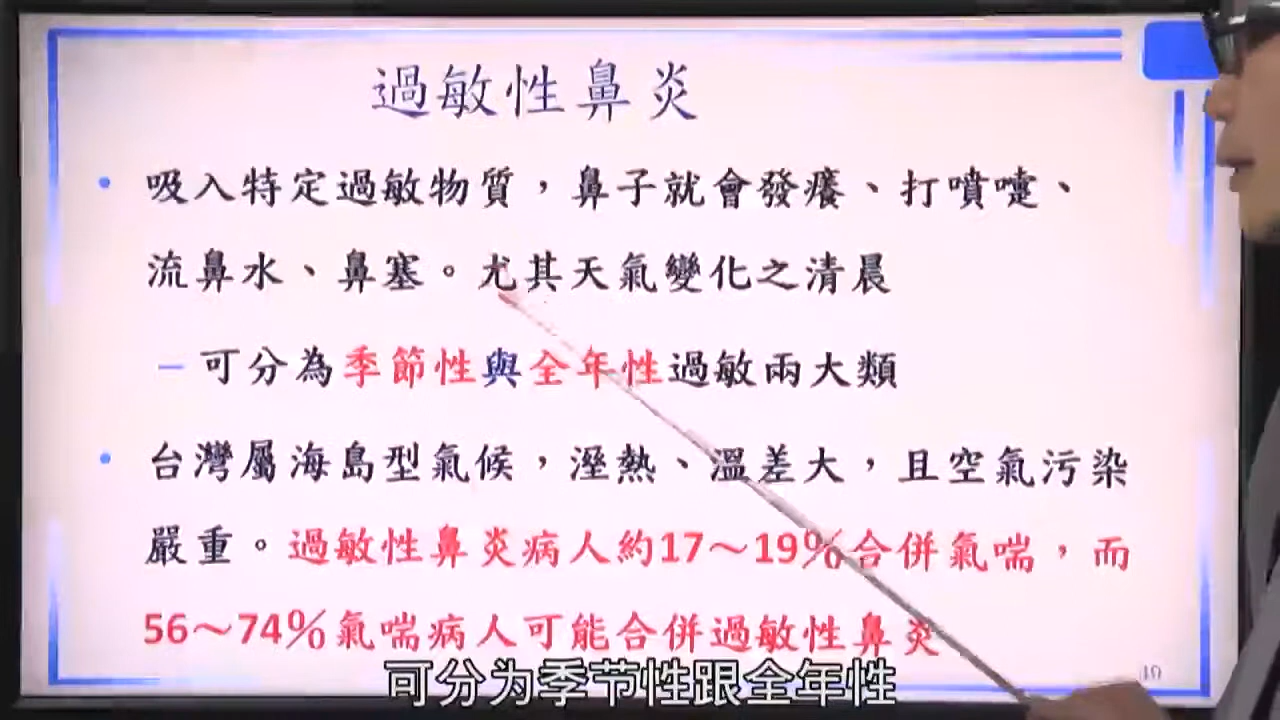 過敏性鼻炎
• 吸入特定過敏物質，鼻子就會發癢、打噴嚏、
流鼻水、鼻塞。尤其天氣變化之清晨
– 可分為季節性與全年性過敏兩大類
• 台灣屬海島型氣候，溼熱、溫差大，且空氣污染
嚴重。過敏性鼻炎病人約17～19%合併氣喘，而
56～74%氣喘病人可能合併過敏性鼻炎
可分为季节性跟全年性